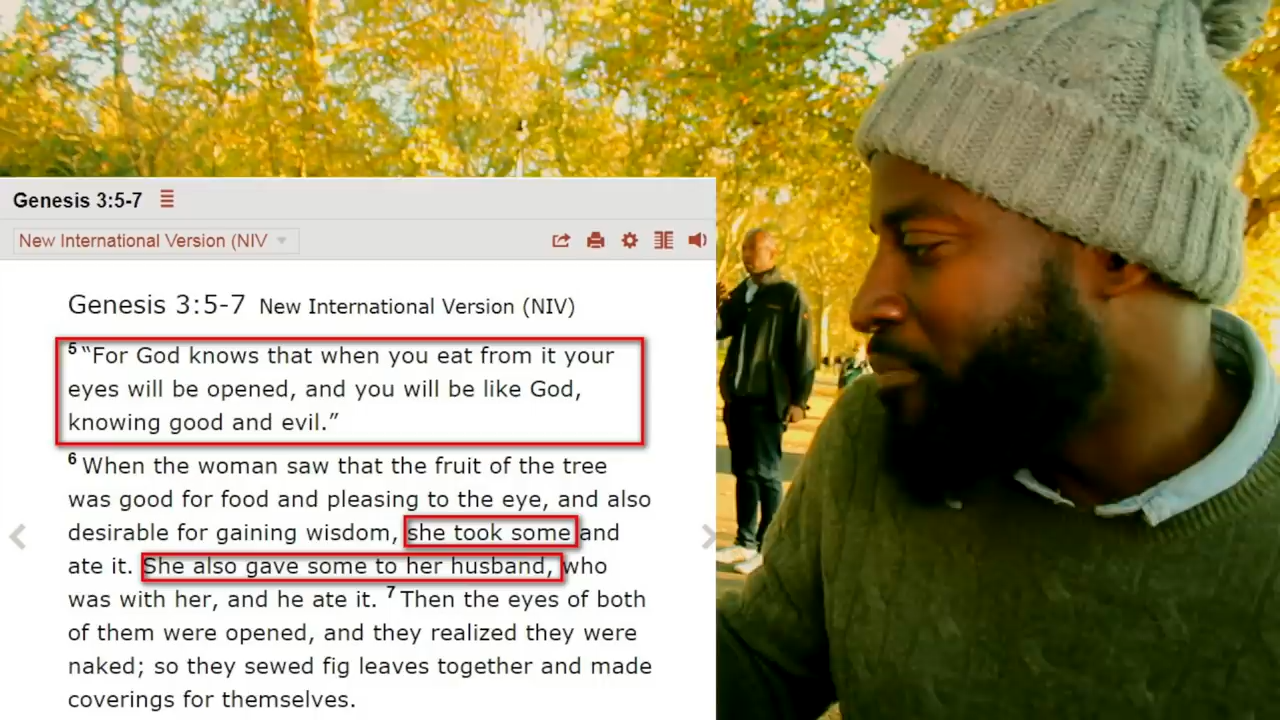 Genesis 3:5-7
New International Version (NIV
Genesis 3:5-7 New International Version (NIV)
5 “For God knows that when you eat from it your
eyes will be opened, and you will be like God,
knowing good and evil.”
6 When the woman saw that the fruit of the tree
was good for food and pleasing to the eye, and also
desirable for gaining wisdom, she took some and
ate it. She also gave some to her husband, who
was with her, and he ate it. 7 Then the eyes of both
of them were opened, and they realized they were
naked; so they sewed fig leaves together and made
coverings for themselves.